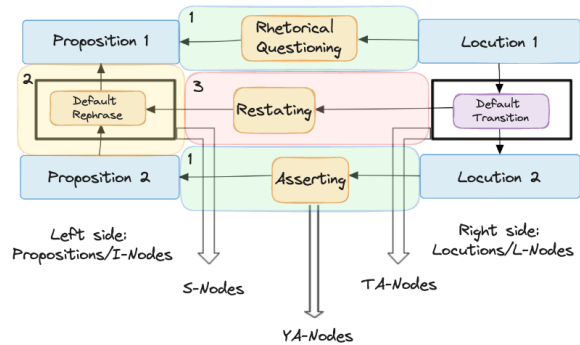 1
Proposition 1
Rhetorical
Questioning
Locution 1
2
3
Default
Rephrase
Restating
Default
Transition
1
Proposition 2
Asserting
Locution 2
Left side:
Propositions/I-Nodes
Right side:
Locutions/L-Nodes
S-Nodes
TA-Nodes
YA-Nodes